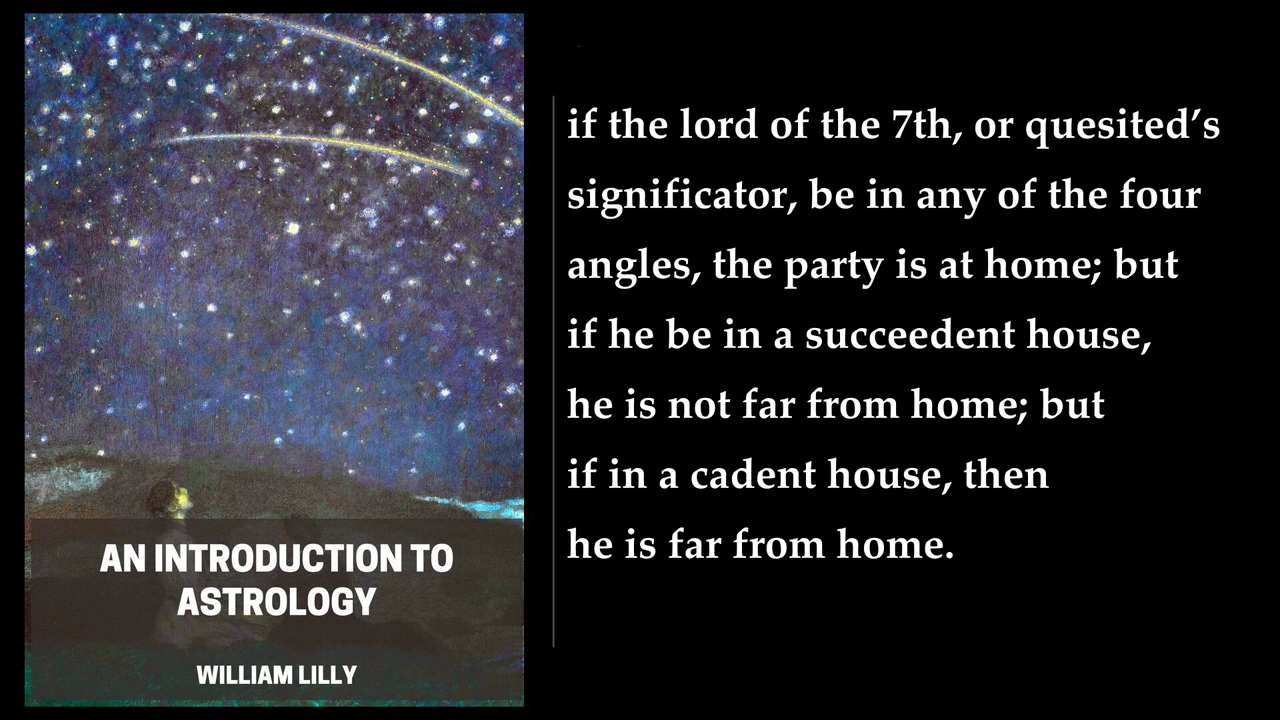 AN INTRODUCTION TO
ASTROLOGY
WILLIAM LILLY
if the lord of the 7th, or quesited’s
significator, be in any of the four
angles, the party is at home; but
if he be in a succeedent house,
he is not far from home; but
if in a cadent house, then
he is far from home.